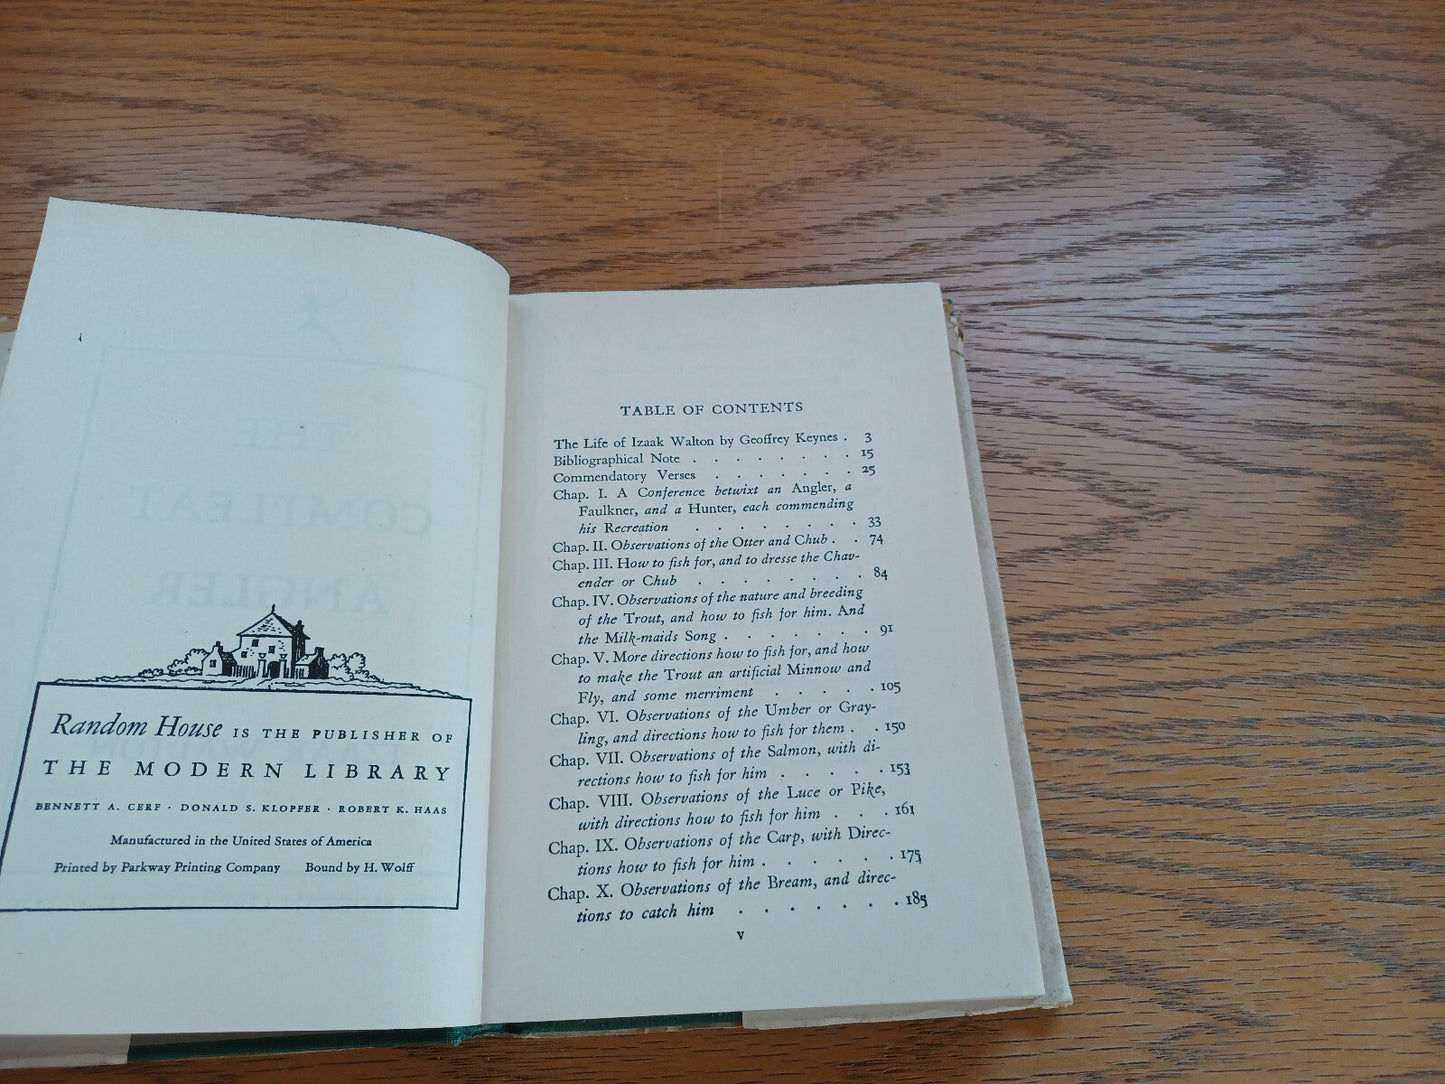 Random House IS THE PUBLISHER OF
THE MODERN LIBRARY
BENNETT A. CERF · DONALD S. KLOPFER · ROBERT K. HAAS
Manufactured in the United States of America
Printed by Parkway Printing Company Bound by H. Wolff
TABLE OF CONTENTS
The Life of Izaak Walton by Geoffrey Keynes . 3
Bibliographical Note . . . . . . . . 15
Commendatory Verses . . . . . . . 25
Chap. I. A Conference betwixt an Angler, a
Faulkner, and a Hunter, each commending
his Recreation . . . . . . . . 33
Chap. II. Observations of the Otter and Chub . . 74
Chap. III. How to fish for, and to dresse the Chav-
ender or Chub . . . . . . . . 84
Chap. IV. Observations of the nature and breeding
of the Trout, and how to fish for him. And
the Milk-maids Song . . . . . . . 91
Chap. V. More directions how to fish for, and how
to make the Trout an artificial Minnow and
Fly, and some merriment . . . . . 105
Chap. VI. Observations of the Umber or Gray-
ling, and directions how to fish for them . . 150
Chap. VII. Observations of the Salmon, with di-
rections how to fish for him . . . . . 153
Chap. VIII. Observations of the Luce or Pike,
with directions how to fish for him . . . 161
Chap. IX. Observations of the Carp, with Direc-
tions how to fish for him . . . . . . 175
Chap. X. Observations of the Bream, and direc-
tions to catch him . . . . . . . 185
v